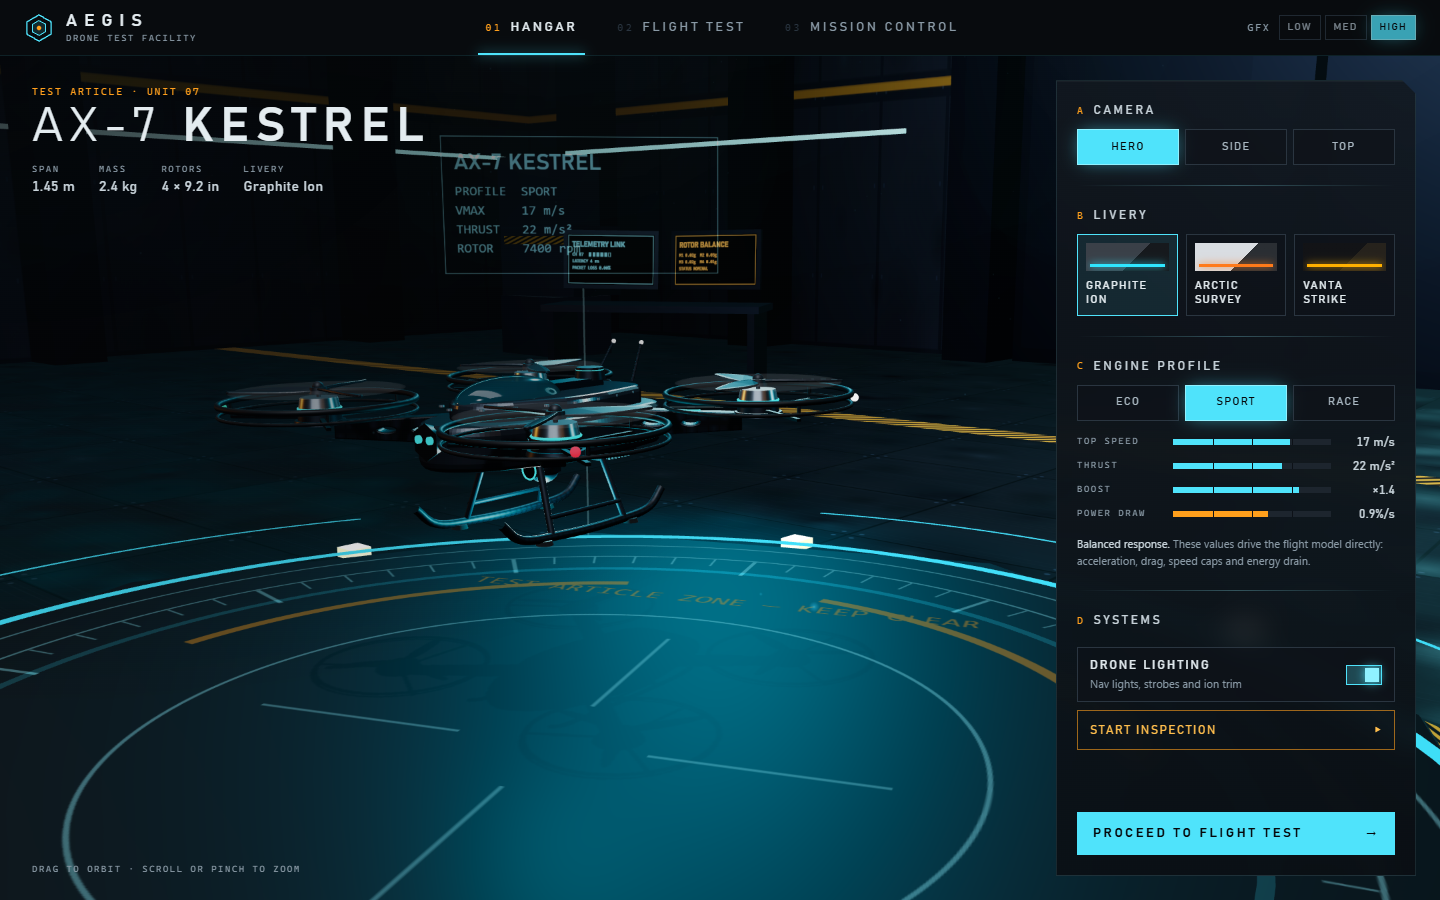 AEGIS
DRONE TEST FACILITY
01 HANGAR
02 FLIGHT TEST
03 MISSION CONTROL
GFX LOW MED HIGH
TEST ARTICLE · UNIT 07
AX-7 KESTREL
SPAN MASS ROTORS LIVERY
1.45 m 2.4 kg 4 × 9.2 in Graphite Ion
AX-7 KESTREL
PROFILE SPORT
VMAX 17 m/s
THRUST 22 m/s²
ROTOR 7400 rpm
TELEMETRY LINK
PACKET LOSS 0.00%
ROTOR BALANCE
STATUS NOMINAL
TEST ARTICLE ZONE — KEEP CLEAR
DRAG TO ORBIT · SCROLL OR PINCH TO ZOOM
A CAMERA
HERO SIDE TOP
B LIVERY
GRAPHITE ION
ARCTIC SURVEY
VANTA STRIKE
C ENGINE PROFILE
ECO SPORT RACE
TOP SPEED 17 m/s
THRUST 22 m/s²
BOOST ×1.4
POWER DRAW 0.9%/s
Balanced response. These values drive the flight model directly:
acceleration, drag, speed caps and energy drain.
D SYSTEMS
DRONE LIGHTING
Nav lights, strobes and ion trim
START INSPECTION ▸
PROCEED TO FLIGHT TEST →